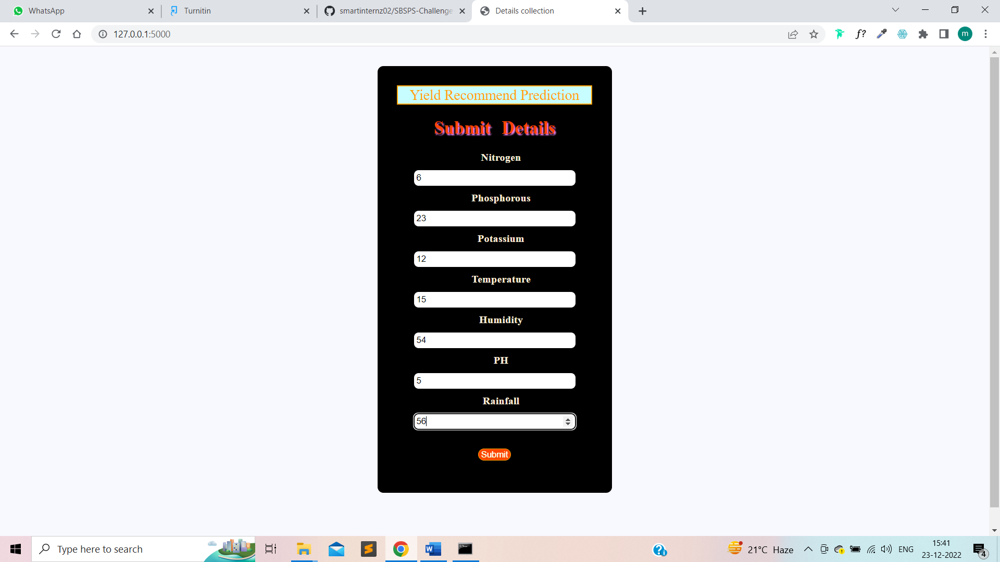 WhatsApp
Turnitin
smartinternz02/SBSPS-Challenge
Details collection
127.0.0.1:5000
f?
m
Yield Recommend Prediction
Submit Details
Nitrogen
6
Phosphorous
23
Potassium
12
Temperature
15
Humidity
54
PH
5
Rainfall
56
Submit
Type here to search
21°C Haze
ENG
15:41
23-12-2022
4